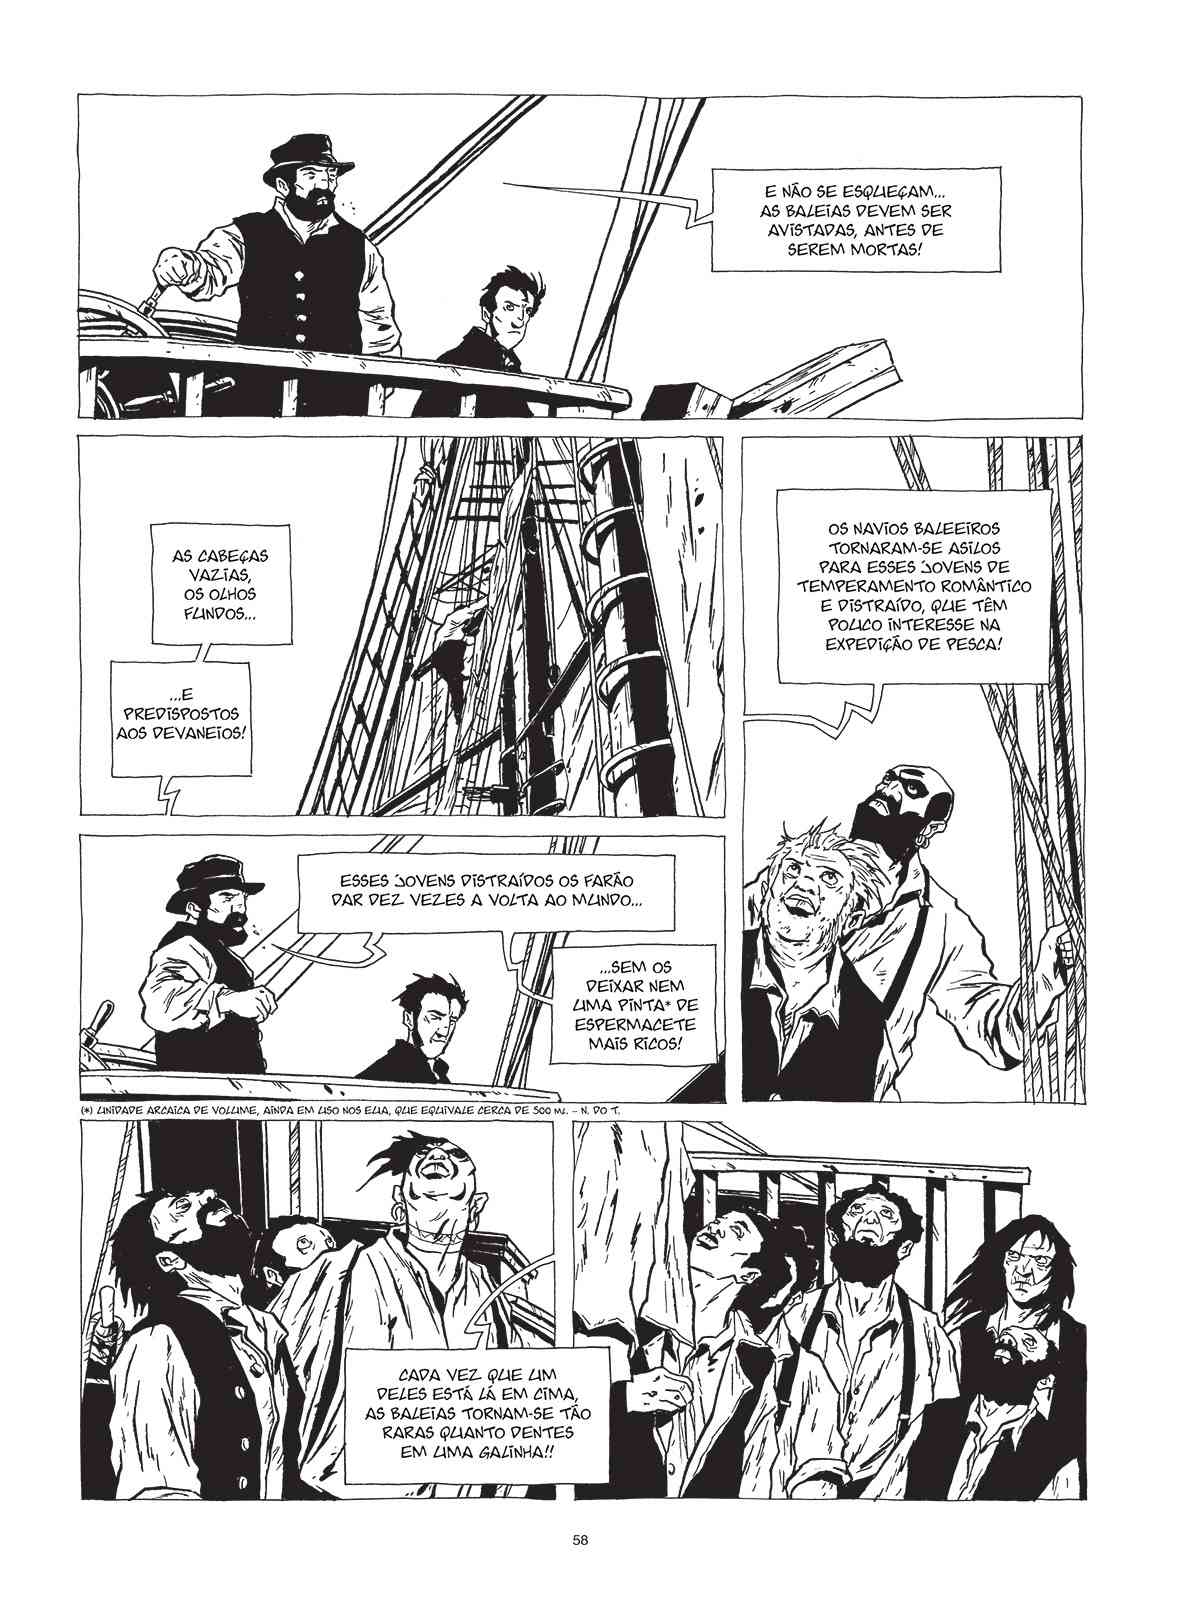 E NÃO SE ESQUEÇAM...
AS BALEIAS DEVEM SER
AVISTADAS, ANTES DE
SEREM MORTAS!
AS CABEÇAS
VAZIAS,
OS OLHOS
FUNDOS...
...E
PREDISPOSTOS
AOS DEVANEIOS!
OS NAVIOS BALEEIROS
TORNARAM-SE ASILOS
PARA ESSES JOVENS DE
TEMPERAMENTO ROMÂNTICO
E DISTRAÍDO, QUE TÊM
POUCO INTERESSE NA
EXPEDIÇÃO DE PESCA!
ESSES JOVENS DISTRAÍDOS OS FARÃO
DAR DEZ VEZES A VOLTA AO MUNDO...
...SEM OS
DEIXAR NEM
UMA PINTA* DE
ESPERMACETE
MAIS RICOS!
(*) UNIDADE ARCAICA DE VOLUME, AINDA EM USO NOS EUA, QUE EQUIVALE CERCA DE 500 ML. – N. DO T.
CADA VEZ QUE UM
DELES ESTÁ LÁ EM CIMA,
AS BALEIAS TORNAM-SE TÃO
RARAS QUANTO DENTES
EM UMA GALINHA!!
58